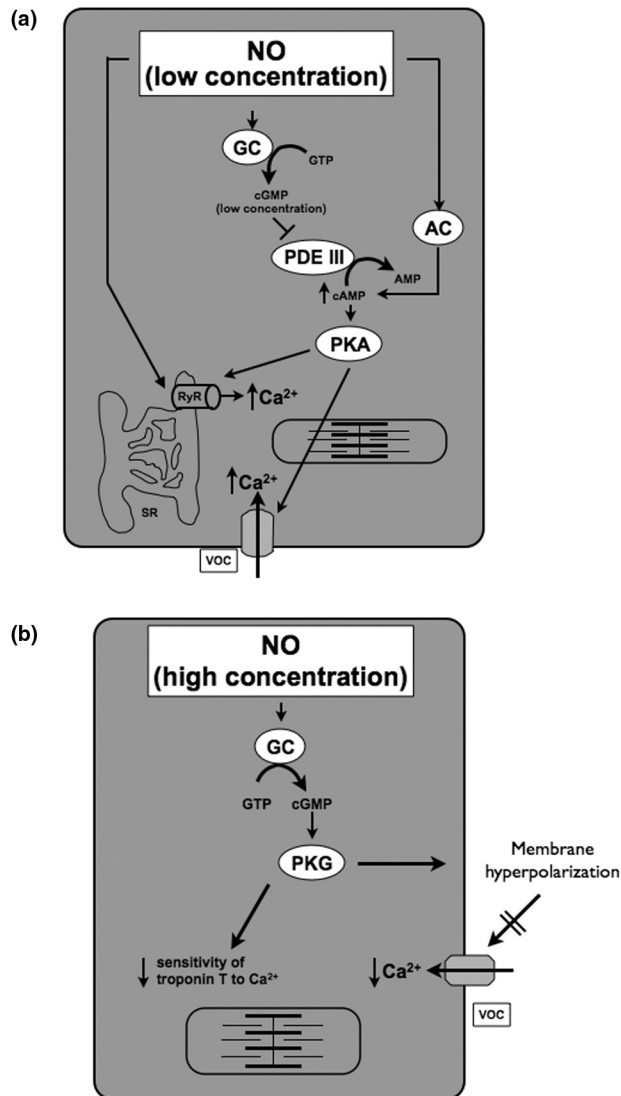 (a)
NO
(low concentration)
GC
GTP
cGMP
(low concentration)
AC
PDE III
AMP
cAMP
PKA
RyR
Ca²⁺
Ca²⁺
SR
VOC
(b)
NO
(high concentration)
GC
GTP cGMP
PKG
Membrane
hyperpolarization
sensitivity of
troponin T to Ca²⁺
Ca²⁺
VOC